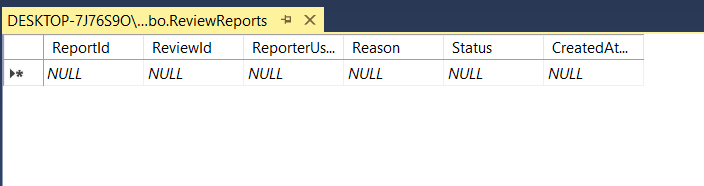 DESKTOP-7J76S9O\...bo.ReviewReports
ReportId ReviewId ReporterUs... Reason Status CreatedAt...
NULL NULL NULL NULL NULL NULL